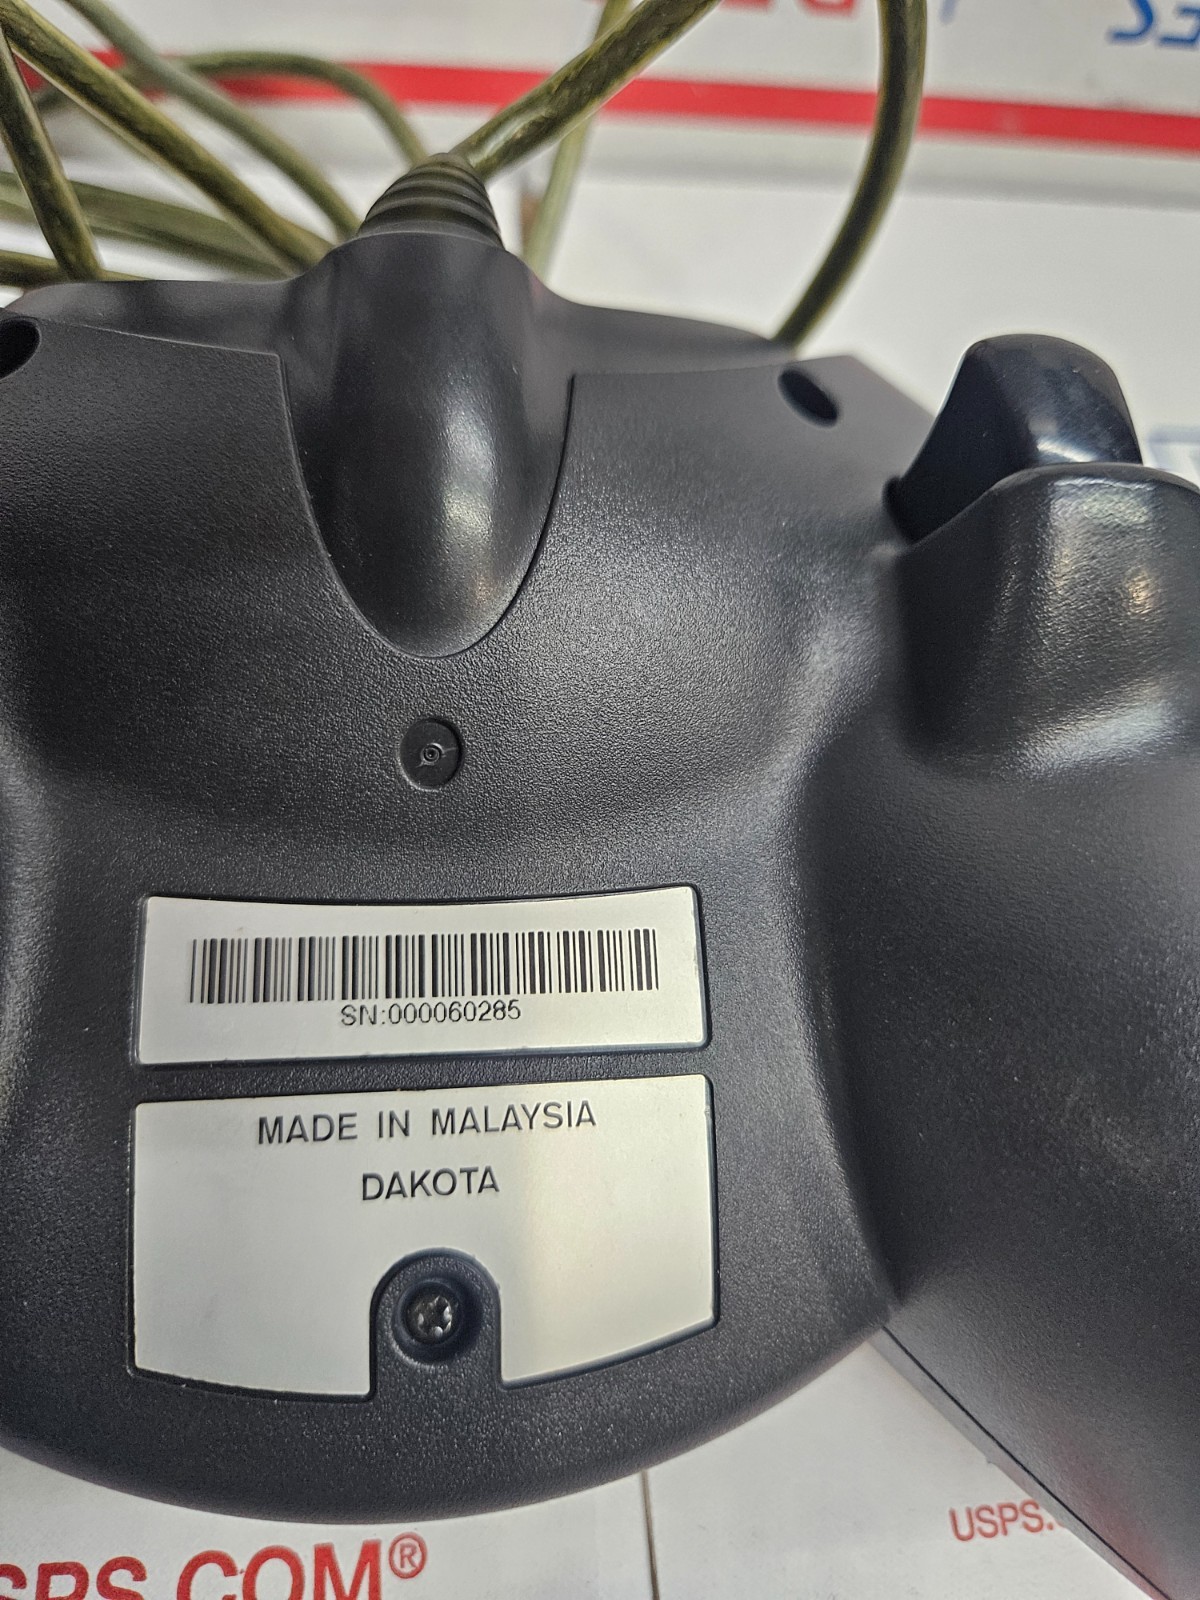 SN:000060285
MADE IN MALAYSIA
DAKOTA
USPS.
SPS.COM®